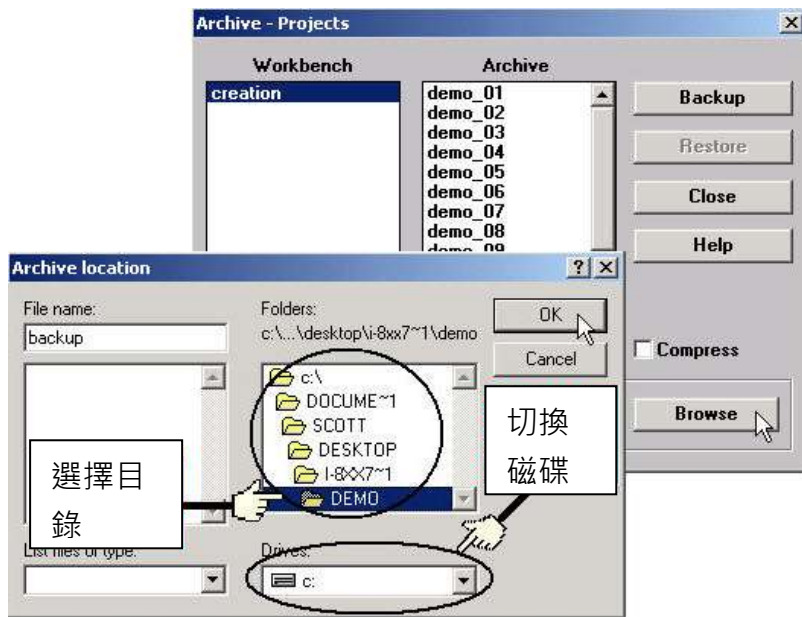 Archive - Projects
Workbench
Archive
creation
demo_01
demo_02
demo_03
demo_04
demo_05
demo_06
demo_07
demo_08
demo_09
Backup
Restore
Close
Help
Compress
Browse
Archive location
File name:
backup
Folders:
c:\...\desktop\i-8xx7~1\demo
c:\
DOCUME~1
SCOTT
DESKTOP
I-8XX7~1
DEMO
OK
Cancel
選擇目
錄
切換
磁碟
List files of type:
Drives:
c: